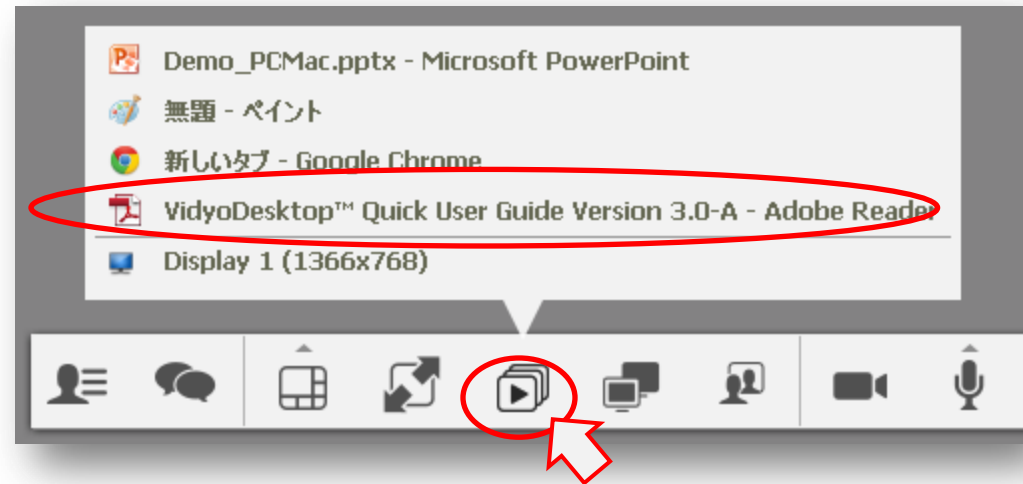 Demo_PCMac.pptx - Microsoft PowerPoint
無題 - ペイント
新しいタブ - Google Chrome
VidyoDesktop™ Quick User Guide Version 3.0-A - Adobe Reader
Display 1 (1366x768)